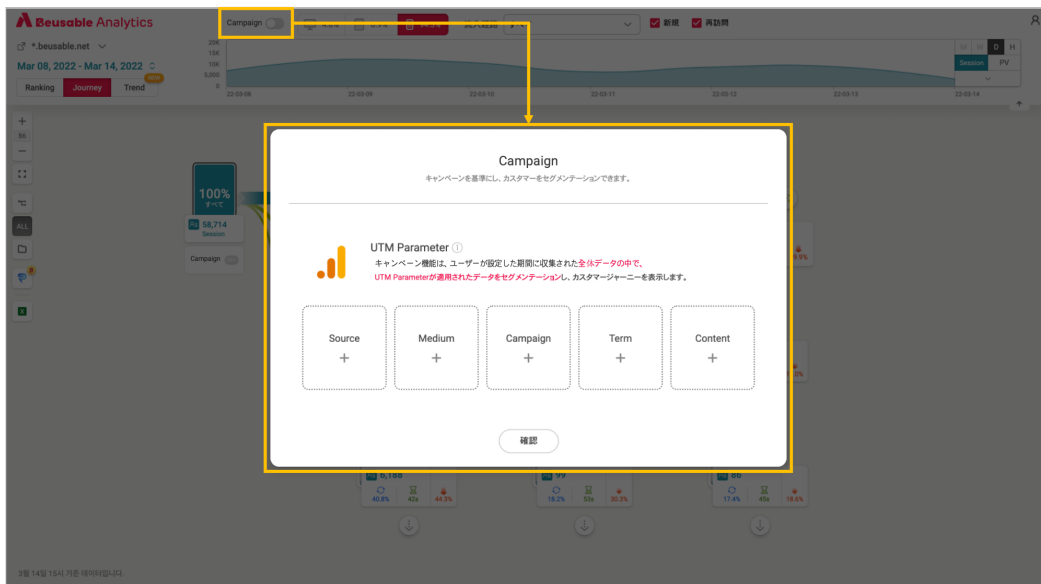 Beusable Analytics
Campaign
新規
再訪問
*.beusable.net
Mar 08, 2022 - Mar 14, 2022
NEW
Ranking
Journey
Trend
20K
15K
10K
5,000
0
22-03-08
22-03-09
22-03-10
22-03-11
22-03-12
22-03-13
22-03-14
M W D H
Session PV
86
ALL
100%
すべて
58,714
Session
Campaign
Campaign
キャンペーンを基準にし、カスタマーをセグメンテーションできます。
UTM Parameter
キャンペーン機能は、ユーザーが設定した期間に収集された全体データの中で、
UTM Parameterが適用されたデータをセグメンテーションし、カスタマージャーニーを表示します。
Source
Medium
Campaign
Term
Content
確認
6,188
40.8% 42s 44.3%
99
18.2% 53s 30.3%
86
17.4% 40s 18.6%
3월 14일 15시 기준 데이터입니다.